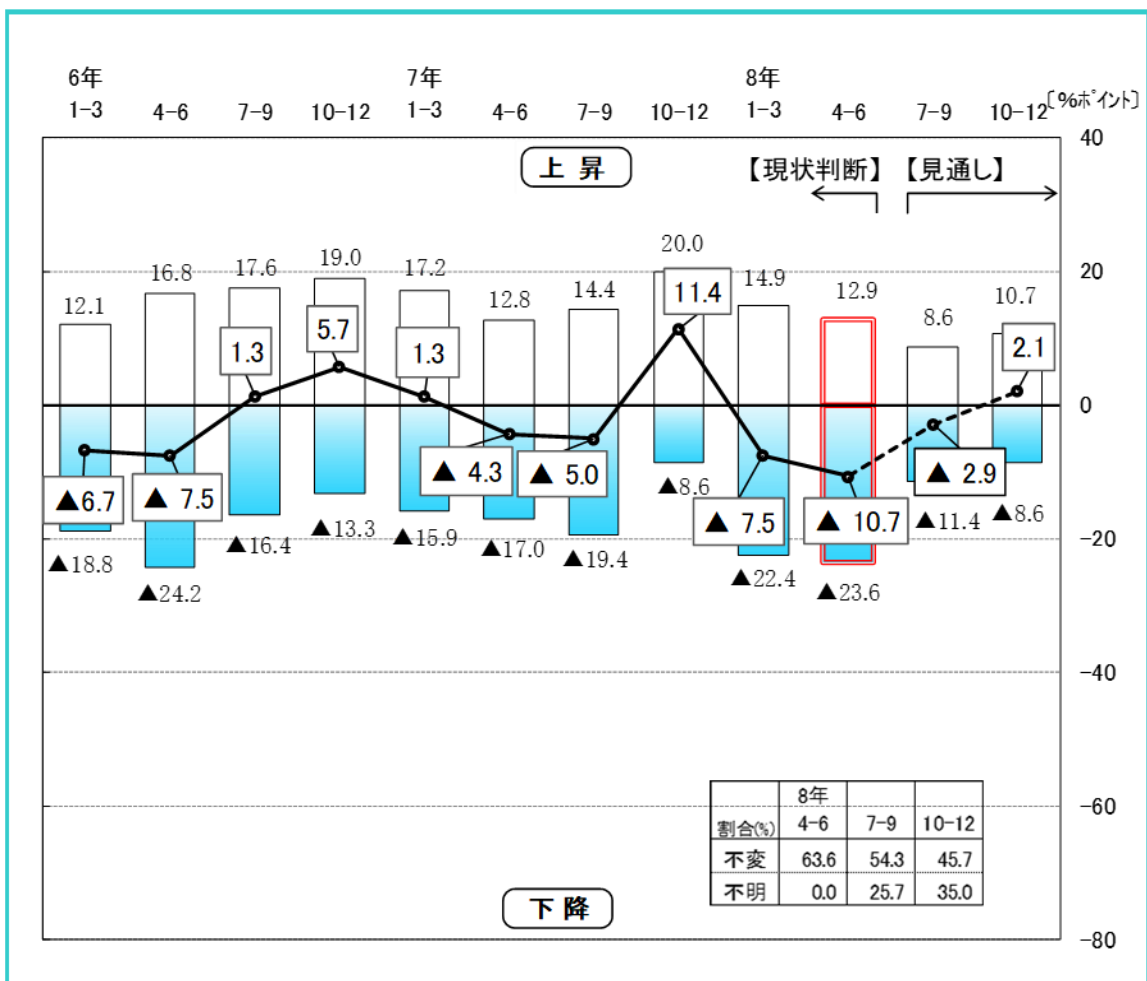 6年 7年 8年
1-3 4-6 7-9 10-12 1-3 4-6 7-9 10-12 1-3 4-6 7-9 10-12 〔%ポイント〕
40
上 昇
【現状判断】 【見通し】
20.0
19.0
16.8 17.6 17.2 14.9
12.1 12.8 14.4 12.9 8.6 10.7
20
1.3 5.7 1.3 11.4 2.1
0
▲6.7 ▲ 7.5 ▲ 4.3 ▲ 5.0 ▲ 7.5 ▲ 10.7 ▲ 2.9
▲18.8 ▲24.2 ▲16.4 ▲13.3 ▲15.9 ▲17.0 ▲19.4 ▲8.6 ▲22.4 ▲23.6 ▲11.4 ▲8.6
-20
-40
-60
8年
割合(%) 4-6 7-9 10-12
不変 63.6 54.3 45.7
不明 0.0 25.7 35.0
下 降
-80